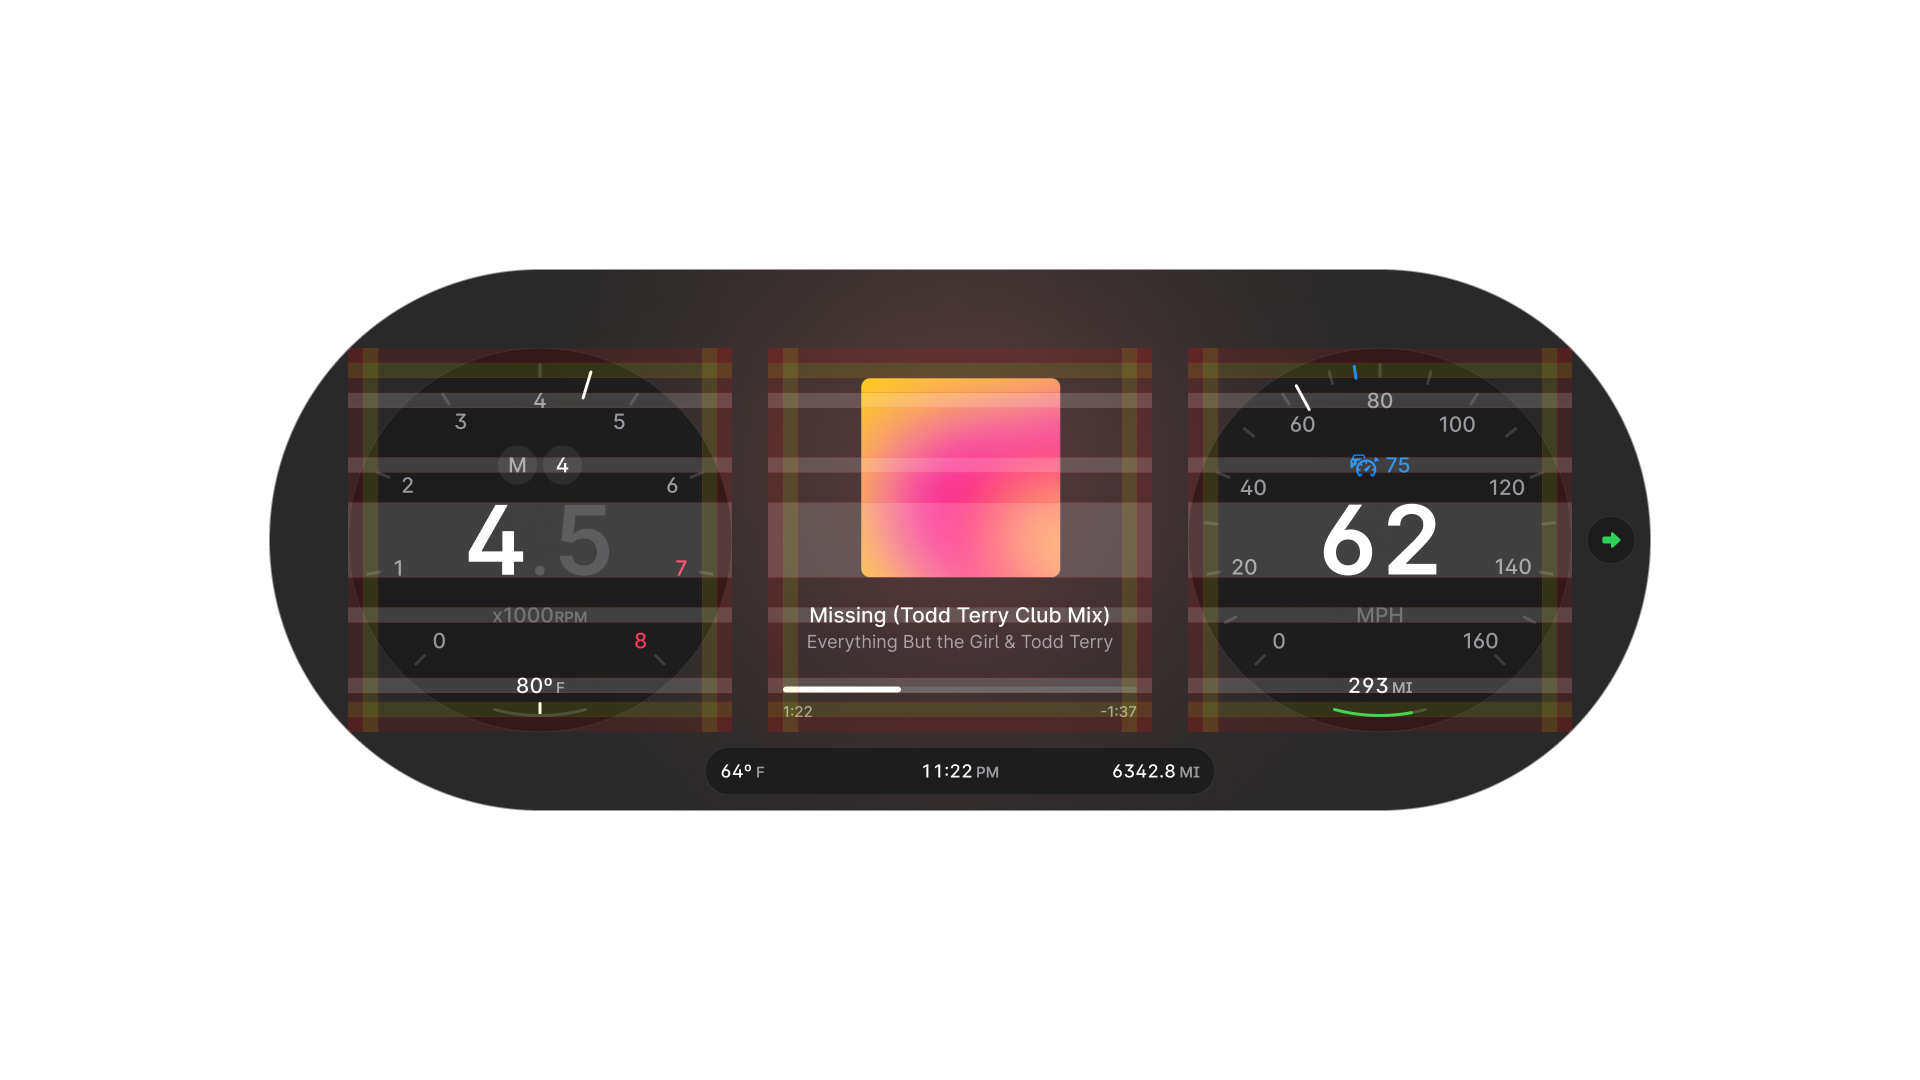 4
3 5
M 4
2 6
4.5
1 7
x1000RPM
0 8
80º F
Missing (Todd Terry Club Mix)
Everything But the Girl & Todd Terry
1:22 -1:37
80
60 100
75
40 120
62
20 140
MPH
0 160
293 MI
64º F 11:22 PM 6342.8 MI